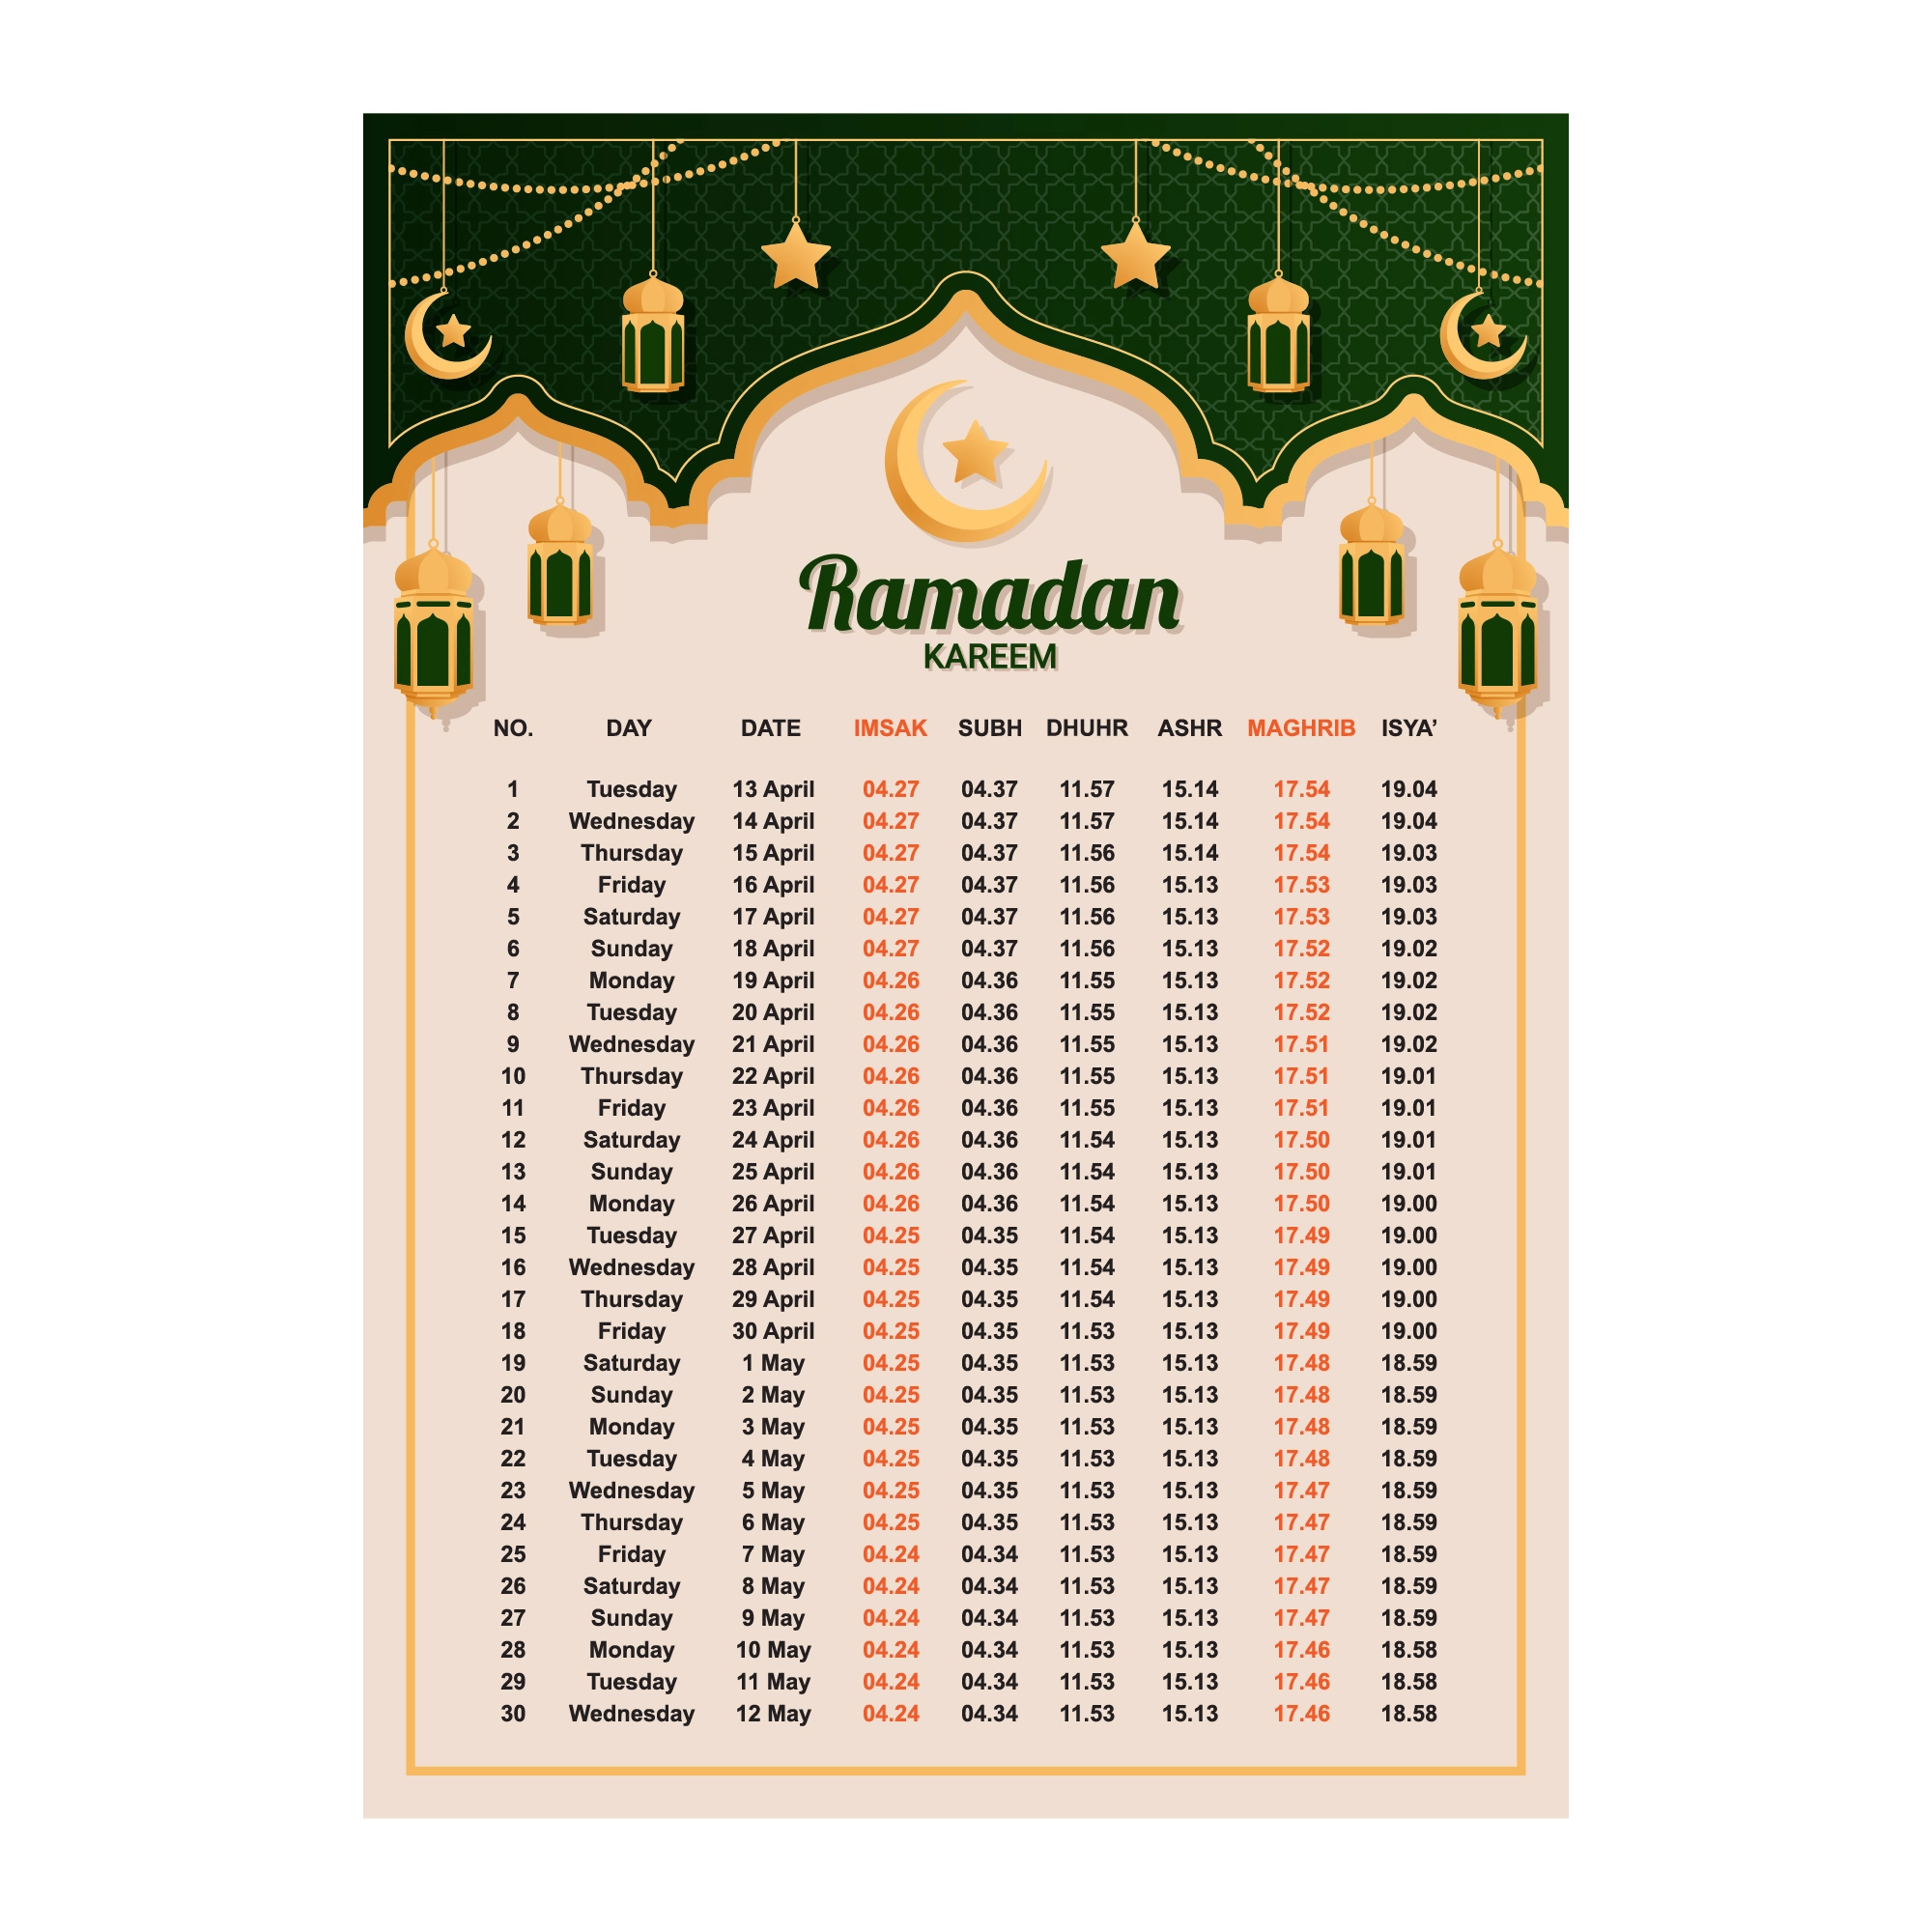 Ramadan
KAREEM
NO. DAY DATE IMSAK SUBH DHUHR ASHR MAGHRIB ISYA’
1 Tuesday 13 April 04.27 04.37 11.57 15.14 17.54 19.04
2 Wednesday 14 April 04.27 04.37 11.57 15.14 17.54 19.04
3 Thursday 15 April 04.27 04.37 11.56 15.14 17.54 19.03
4 Friday 16 April 04.27 04.37 11.56 15.13 17.53 19.03
5 Saturday 17 April 04.27 04.37 11.56 15.13 17.53 19.03
6 Sunday 18 April 04.27 04.37 11.56 15.13 17.52 19.02
7 Monday 19 April 04.26 04.36 11.55 15.13 17.52 19.02
8 Tuesday 20 April 04.26 04.36 11.55 15.13 17.52 19.02
9 Wednesday 21 April 04.26 04.36 11.55 15.13 17.51 19.02
10 Thursday 22 April 04.26 04.36 11.55 15.13 17.51 19.01
11 Friday 23 April 04.26 04.36 11.55 15.13 17.51 19.01
12 Saturday 24 April 04.26 04.36 11.54 15.13 17.50 19.01
13 Sunday 25 April 04.26 04.36 11.54 15.13 17.50 19.01
14 Monday 26 April 04.26 04.36 11.54 15.13 17.50 19.00
15 Tuesday 27 April 04.25 04.35 11.54 15.13 17.49 19.00
16 Wednesday 28 April 04.25 04.35 11.54 15.13 17.49 19.00
17 Thursday 29 April 04.25 04.35 11.54 15.13 17.49 19.00
18 Friday 30 April 04.25 04.35 11.53 15.13 17.49 19.00
19 Saturday 1 May 04.25 04.35 11.53 15.13 17.48 18.59
20 Sunday 2 May 04.25 04.35 11.53 15.13 17.48 18.59
21 Monday 3 May 04.25 04.35 11.53 15.13 17.48 18.59
22 Tuesday 4 May 04.25 04.35 11.53 15.13 17.48 18.59
23 Wednesday 5 May 04.25 04.35 11.53 15.13 17.47 18.59
24 Thursday 6 May 04.25 04.35 11.53 15.13 17.47 18.59
25 Friday 7 May 04.24 04.34 11.53 15.13 17.47 18.59
26 Saturday 8 May 04.24 04.34 11.53 15.13 17.47 18.59
27 Sunday 9 May 04.24 04.34 11.53 15.13 17.47 18.59
28 Monday 10 May 04.24 04.34 11.53 15.13 17.46 18.58
29 Tuesday 11 May 04.24 04.34 11.53 15.13 17.46 18.58
30 Wednesday 12 May 04.24 04.34 11.53 15.13 17.46 18.58